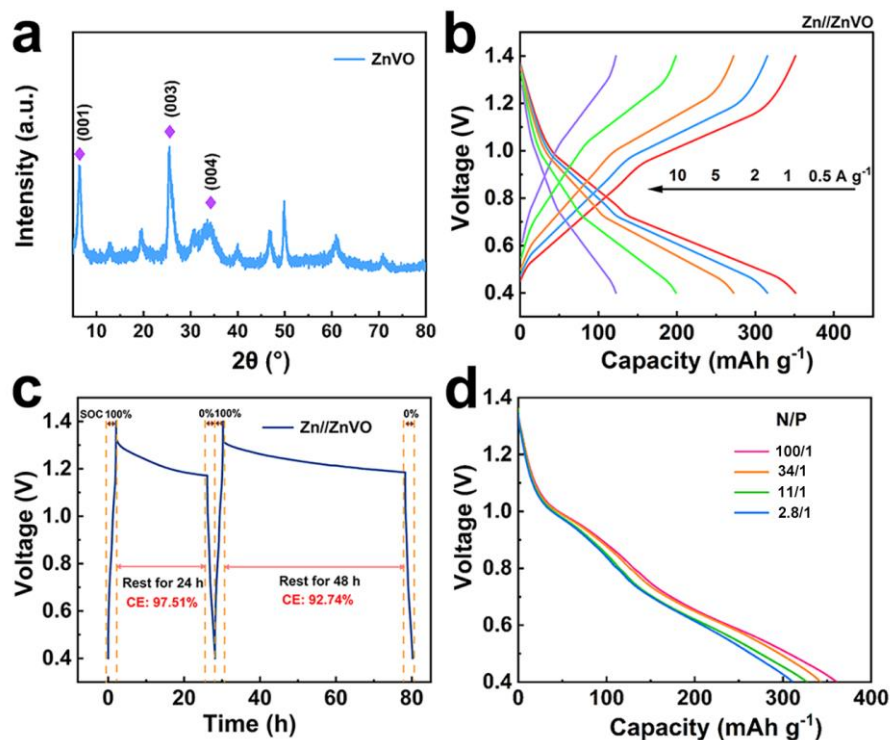 a
Intensity (a.u.)
(001)
(003)
(004)
ZnVO
10 20 30 40 50 60 70 80
2θ (°)
b
Zn//ZnVO
Voltage (V)
1.4
1.2
1.0
0.8
0.6
0.4
10 5 2 1 0.5 A g⁻¹
0 100 200 300 400
Capacity (mAh g⁻¹)
c
Voltage (V)
1.4
1.2
1.0
0.8
0.6
0.4
SOC 100% 0% 100% 0%
Zn//ZnVO
Rest for 24 h
CE: 97.51%
Rest for 48 h
CE: 92.74%
0 20 40 60 80
Time (h)
d
Voltage (V)
1.4
1.2
1.0
0.8
0.6
0.4
N/P
100/1
34/1
11/1
2.8/1
0 100 200 300 400
Capacity (mAh g⁻¹)